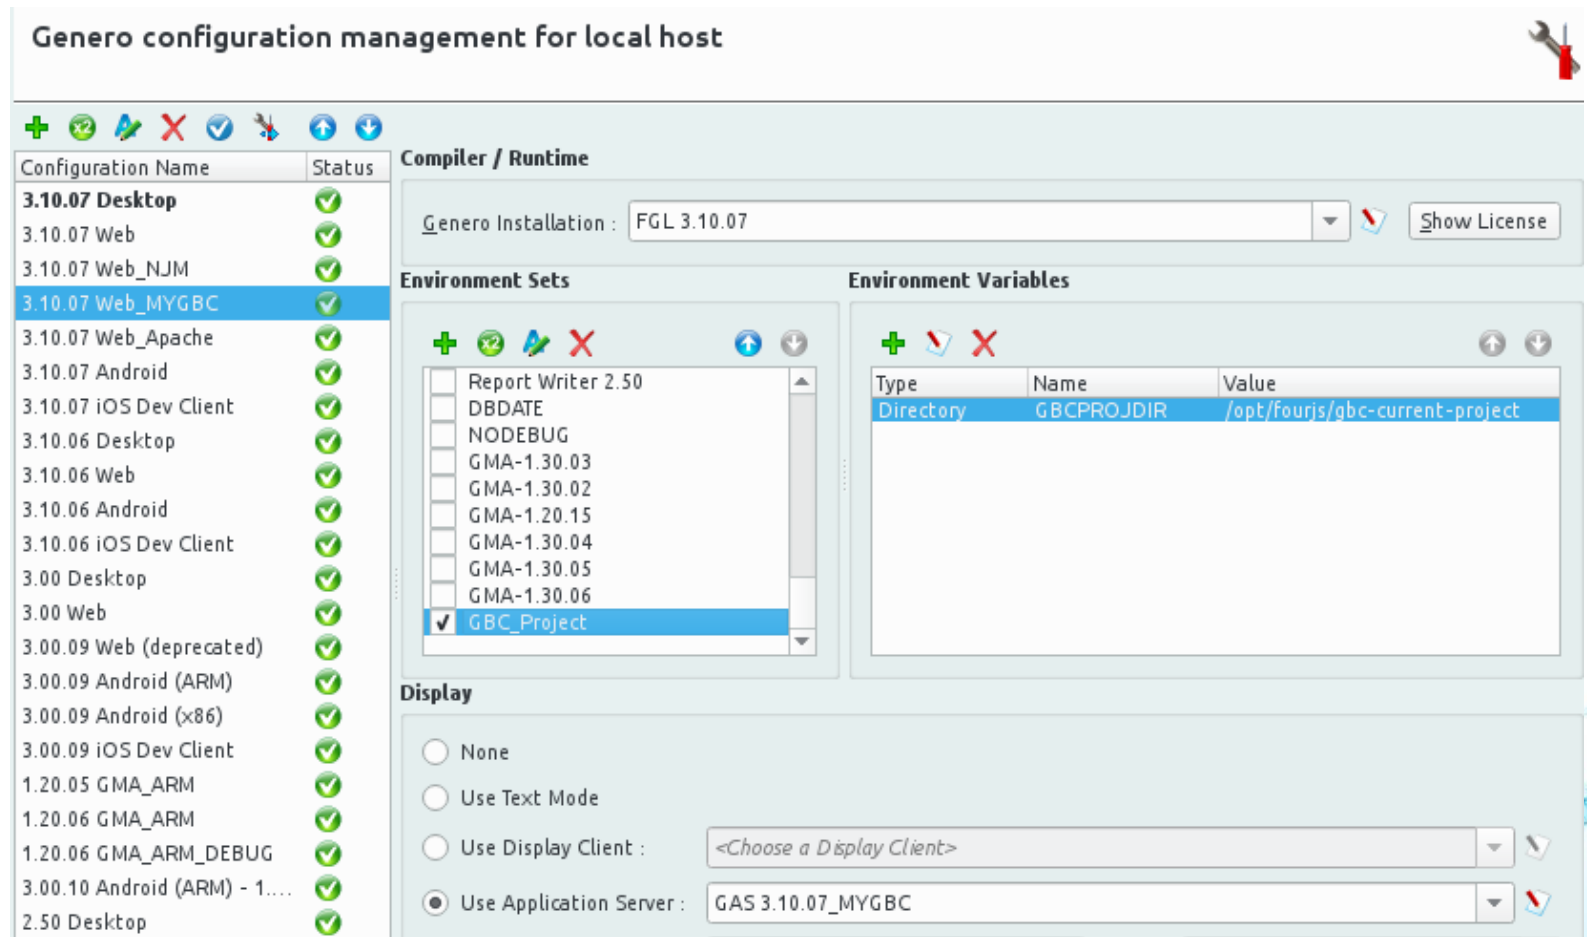 Genero configuration management for local host
Configuration Name Status
3.10.07 Desktop
3.10.07 Web
3.10.07 Web_NJM
3.10.07 Web_MYGBC
3.10.07 Web_Apache
3.10.07 Android
3.10.07 iOS Dev Client
3.10.06 Desktop
3.10.06 Web
3.10.06 Android
3.10.06 iOS Dev Client
3.00 Desktop
3.00 Web
3.00.09 Web (deprecated)
3.00.09 Android (ARM)
3.00.09 Android (x86)
3.00.09 iOS Dev Client
1.20.05 GMA_ARM
1.20.06 GMA_ARM
1.20.06 GMA_ARM_DEBUG
3.00.10 Android (ARM) - 1....
2.50 Desktop
Compiler / Runtime
Genero Installation : FGL 3.10.07 Show License
Environment Sets
x2
Report Writer 2.50
DBDATE
NODEBUG
GMA-1.30.03
GMA-1.30.02
GMA-1.20.15
GMA-1.30.04
GMA-1.30.05
GMA-1.30.06
GBC_Project
Environment Variables
Type Name Value
Directory GBCPROJDIR /opt/fourjs/gbc-current-project
Display
None
Use Text Mode
Use Display Client : <Choose a Display Client>
Use Application Server : GAS 3.10.07_MYGBC